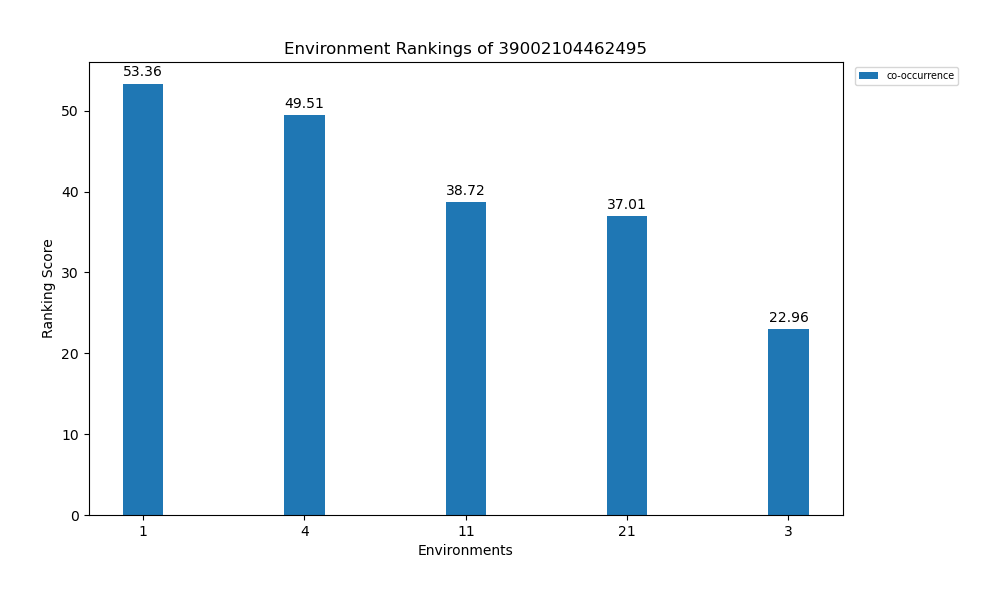 Environment Rankings of 39002104462495
co-occurrence
53.36
49.51
38.72
37.01
22.96
Ranking Score
50
40
30
20
10
0
1 4 11 21 3
Environments